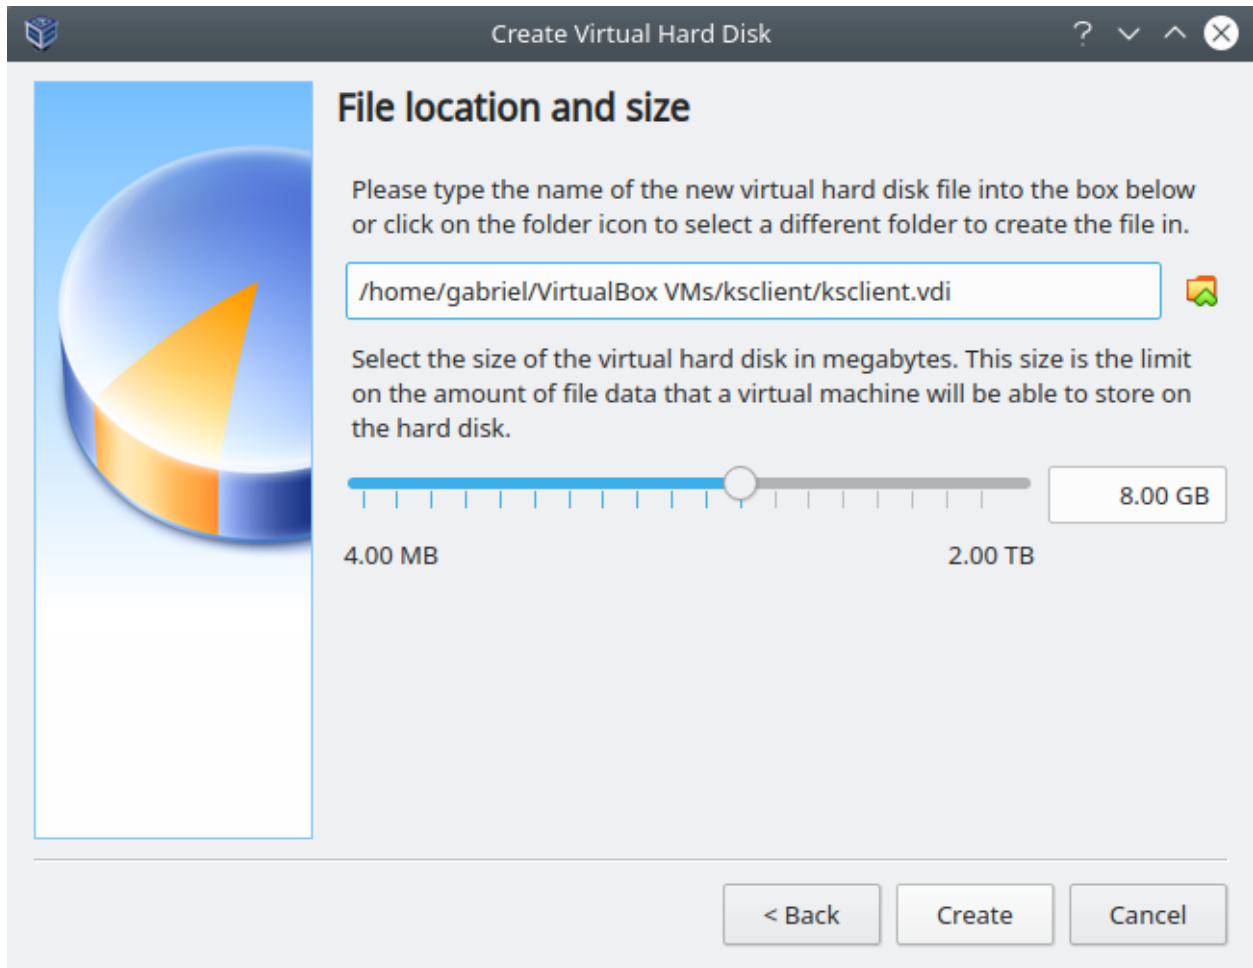 Create Virtual Hard Disk
File location and size
Please type the name of the new virtual hard disk file into the box below
or click on the folder icon to select a different folder to create the file in.
/home/gabriel/VirtualBox VMs/ksclient/ksclient.vdi
Select the size of the virtual hard disk in megabytes. This size is the limit
on the amount of file data that a virtual machine will be able to store on
the hard disk.
8.00 GB
4.00 MB 2.00 TB
< Back Create Cancel